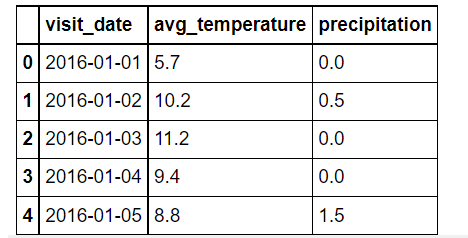 visit_date avg_temperature precipitation
0 2016-01-01 5.7 0.0
1 2016-01-02 10.2 0.5
2 2016-01-03 11.2 0.0
3 2016-01-04 9.4 0.0
4 2016-01-05 8.8 1.5